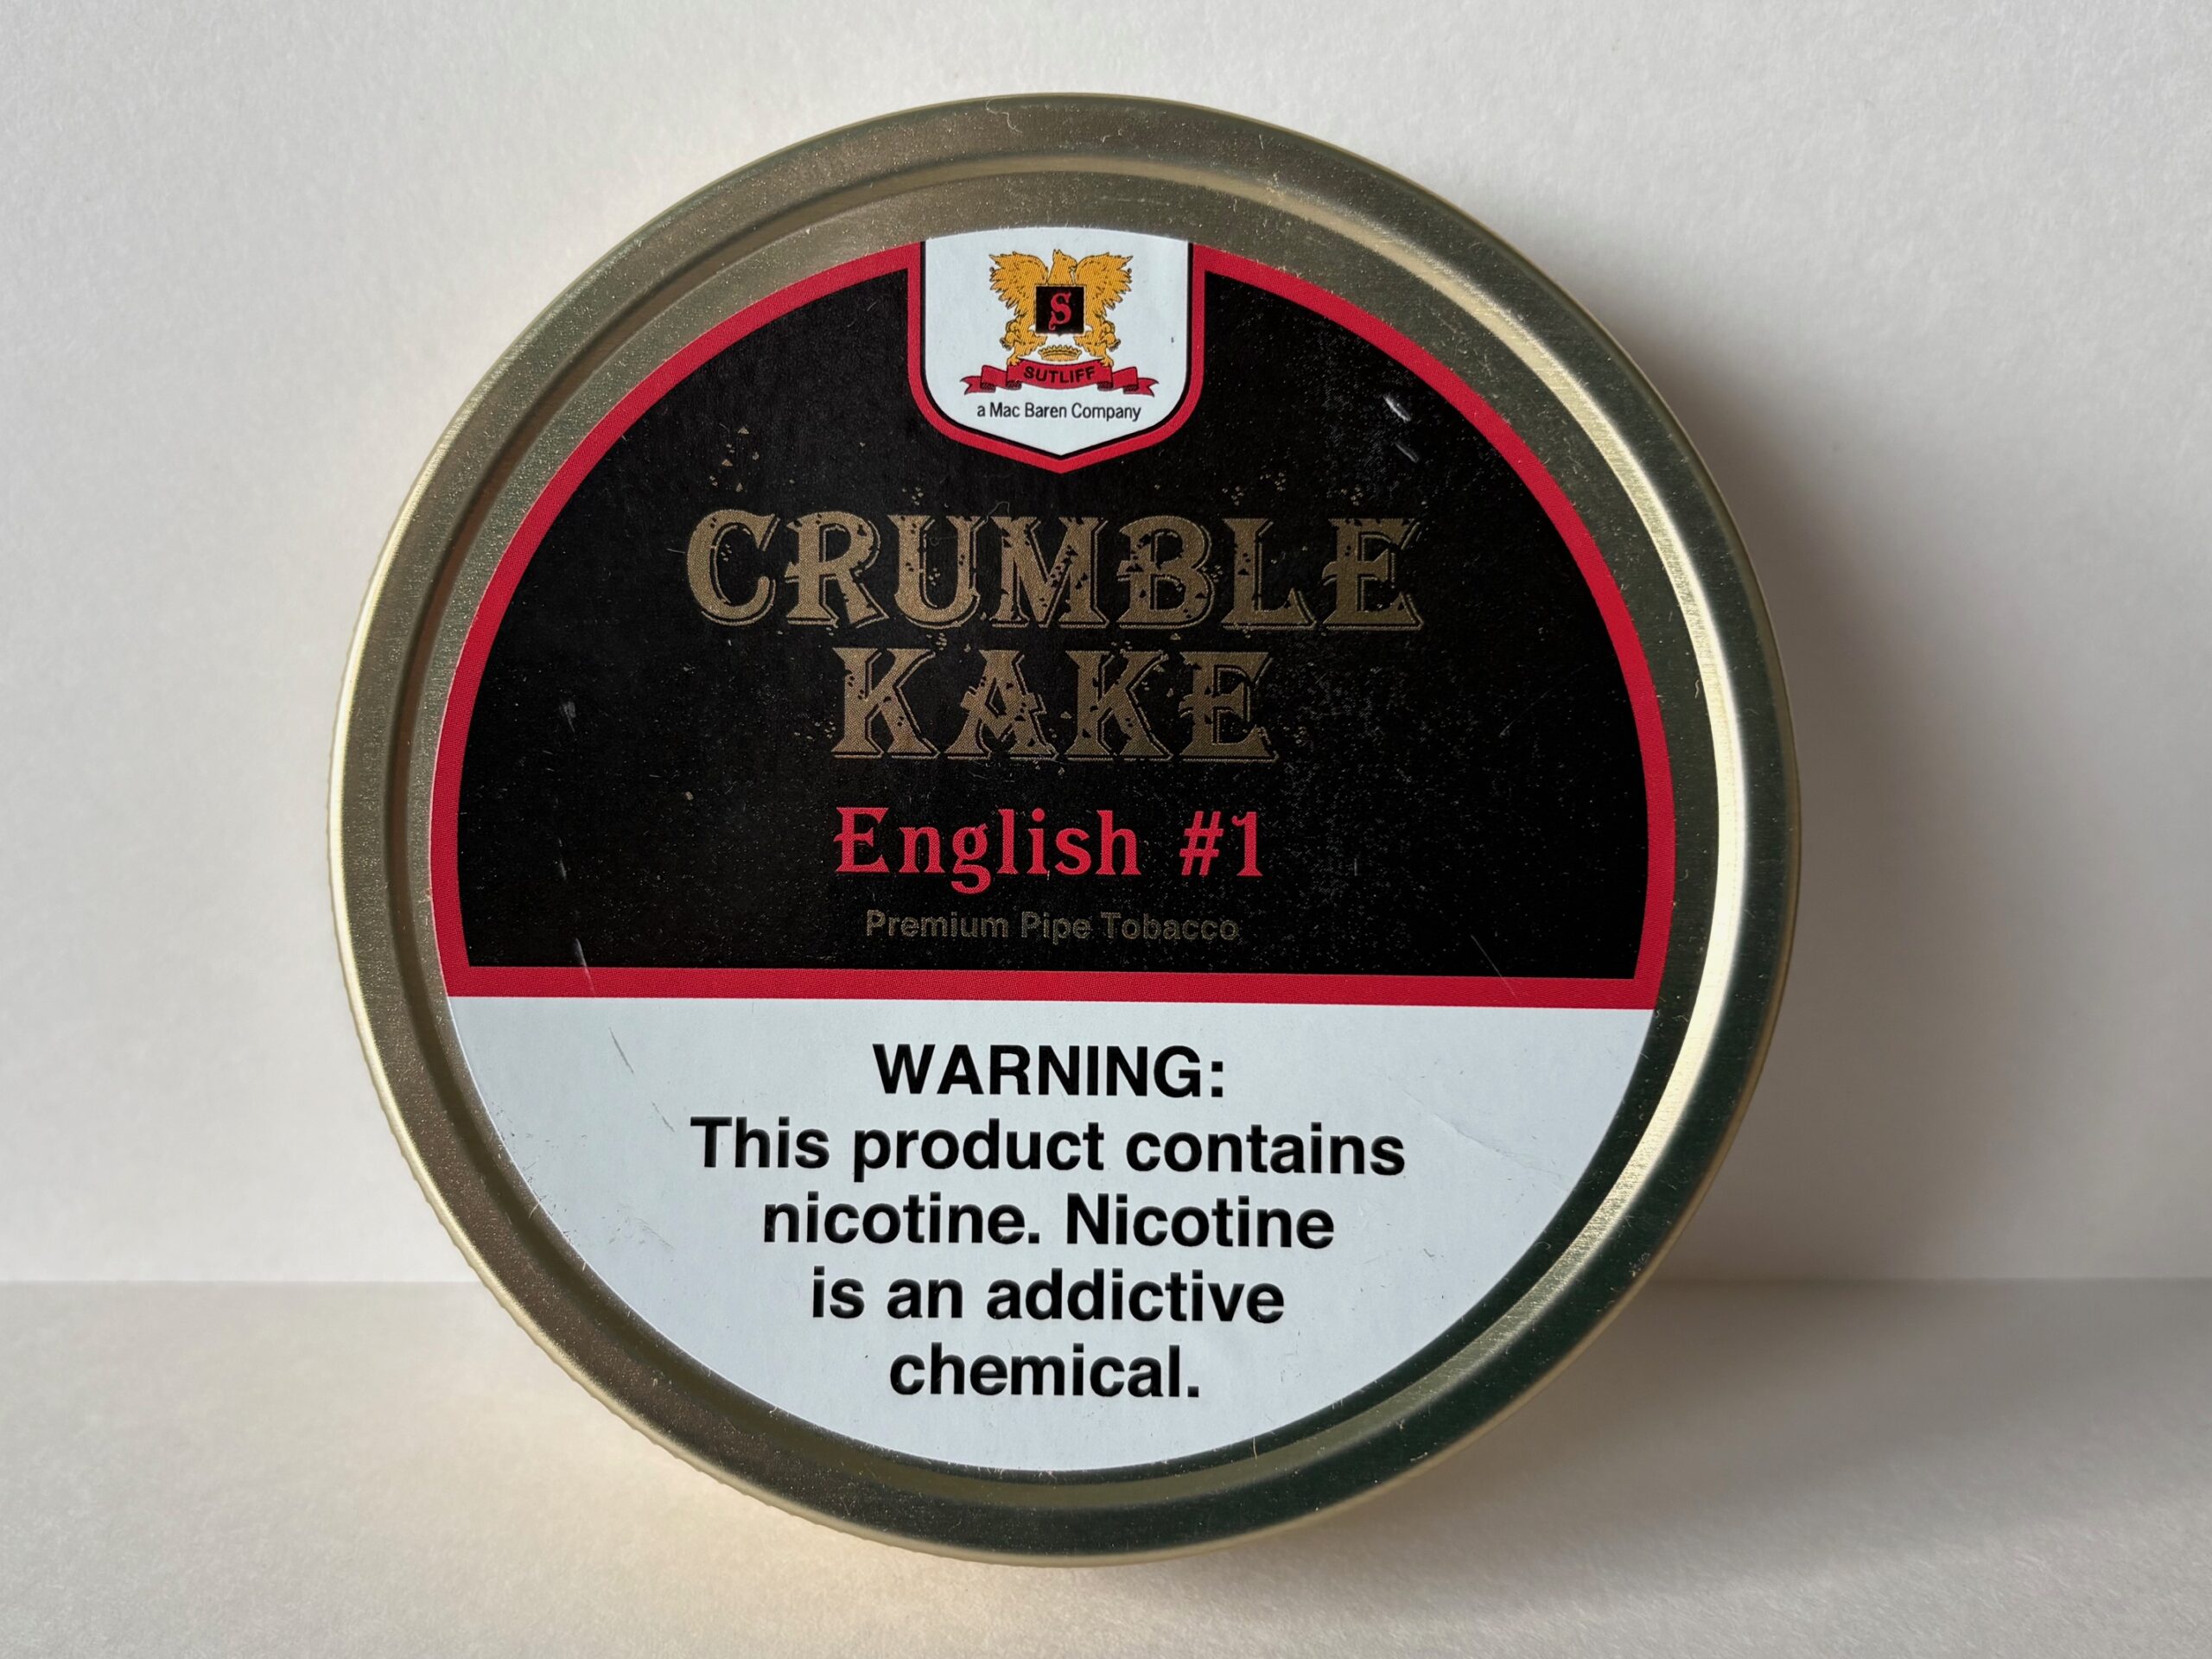 S
SUTLIFF
a Mac Baren Company
CRUMBLE
KAKE
English #1
Premium Pipe Tobacco
WARNING:
This product contains
nicotine. Nicotine
is an addictive
chemical.